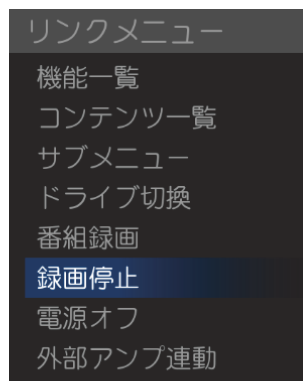 リンクメニュー
機能一覧
コンテンツ一覧
サブメニュー
ドライブ切換
番組録画
録画停止
電源オフ
外部アンプ連動